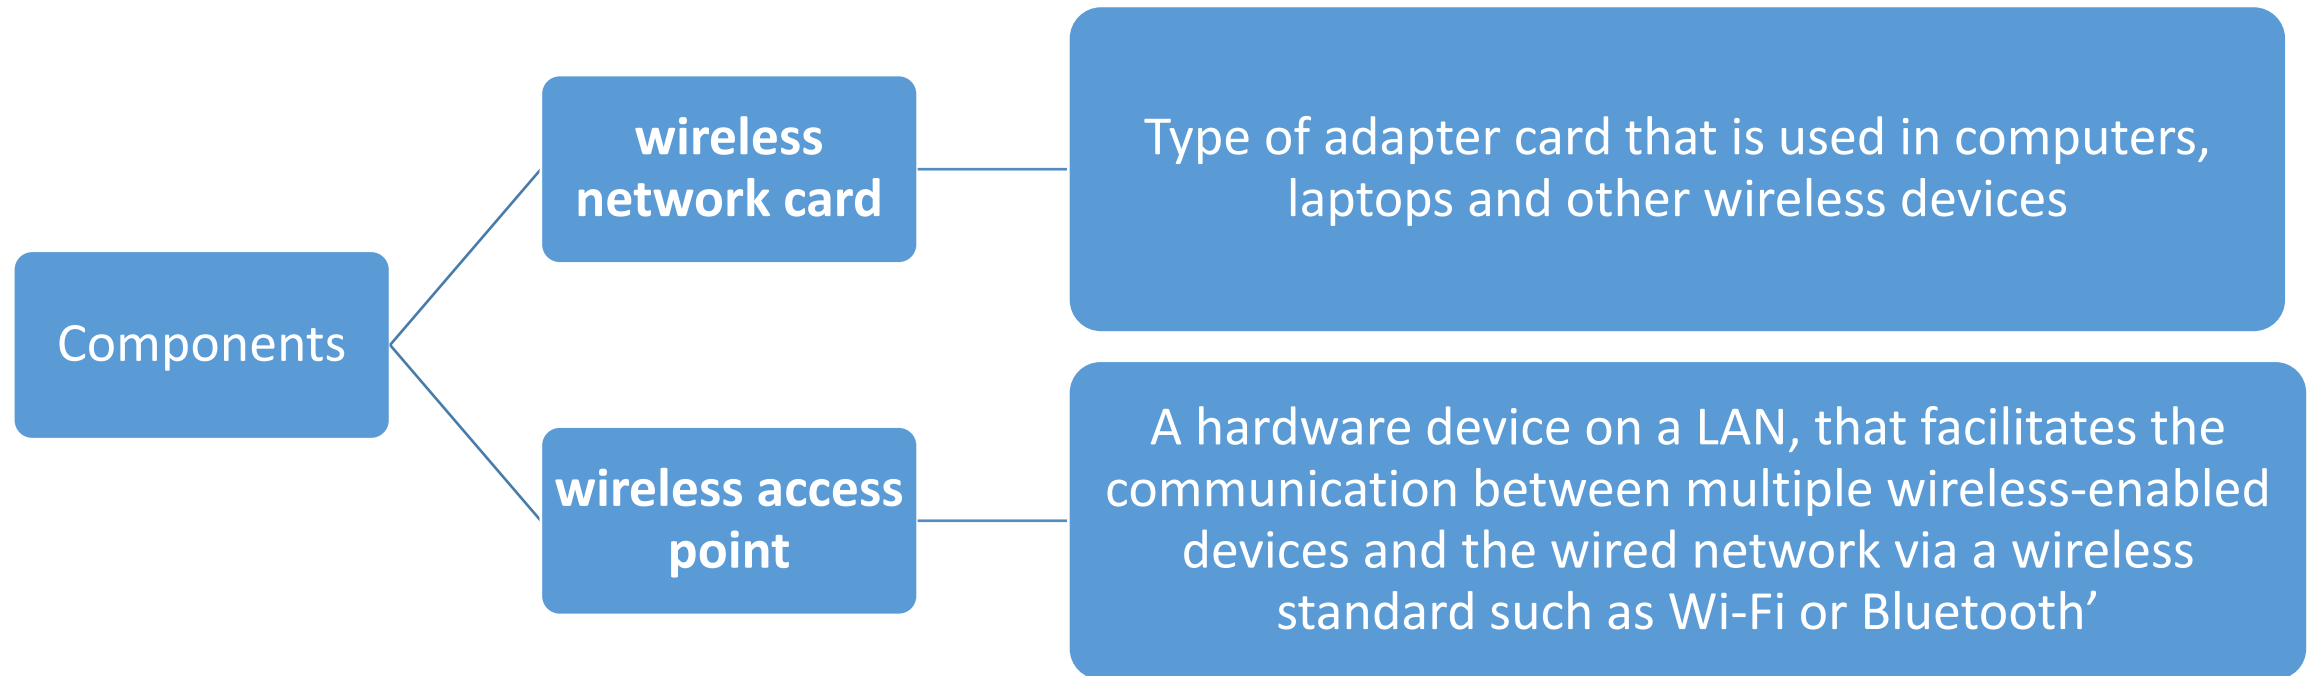 Components
wireless
network card
Type of adapter card that is used in computers,
laptops and other wireless devices
wireless access
point
A hardware device on a LAN, that facilitates the
communication between multiple wireless-enabled
devices and the wired network via a wireless
standard such as Wi-Fi or Bluetooth’